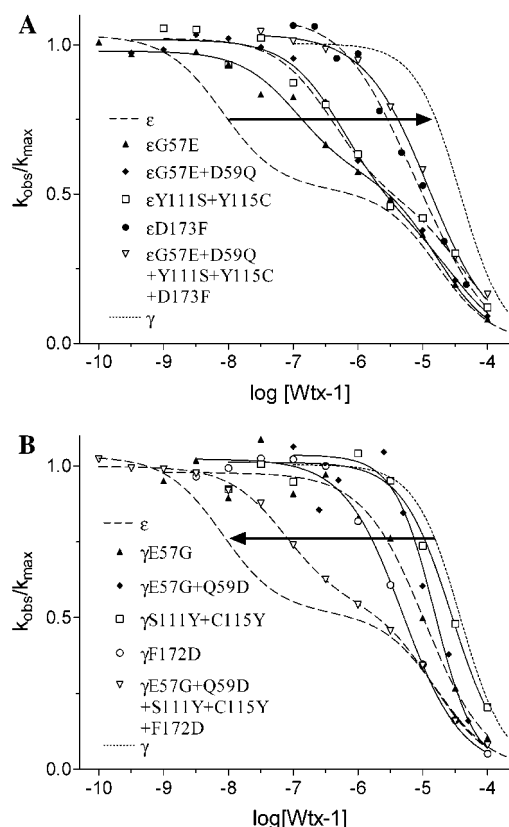 A
1.0
0.5
0.0
k_obs/k_max
ε
εG57E
εG57E+D59Q
εY111S+Y115C
εD173F
εG57E+D59Q
+Y111S+Y115C
+D173F
γ
-10 -9 -8 -7 -6 -5 -4
log [Wtx-1]
B
1.0
0.5
0.0
k_obs/k_max
ε
γE57G
γE57G+Q59D
γS111Y+C115Y
γF172D
γE57G+Q59D
+S111Y+C115Y
+F172D
γ
-10 -9 -8 -7 -6 -5 -4
log[Wtx-1]